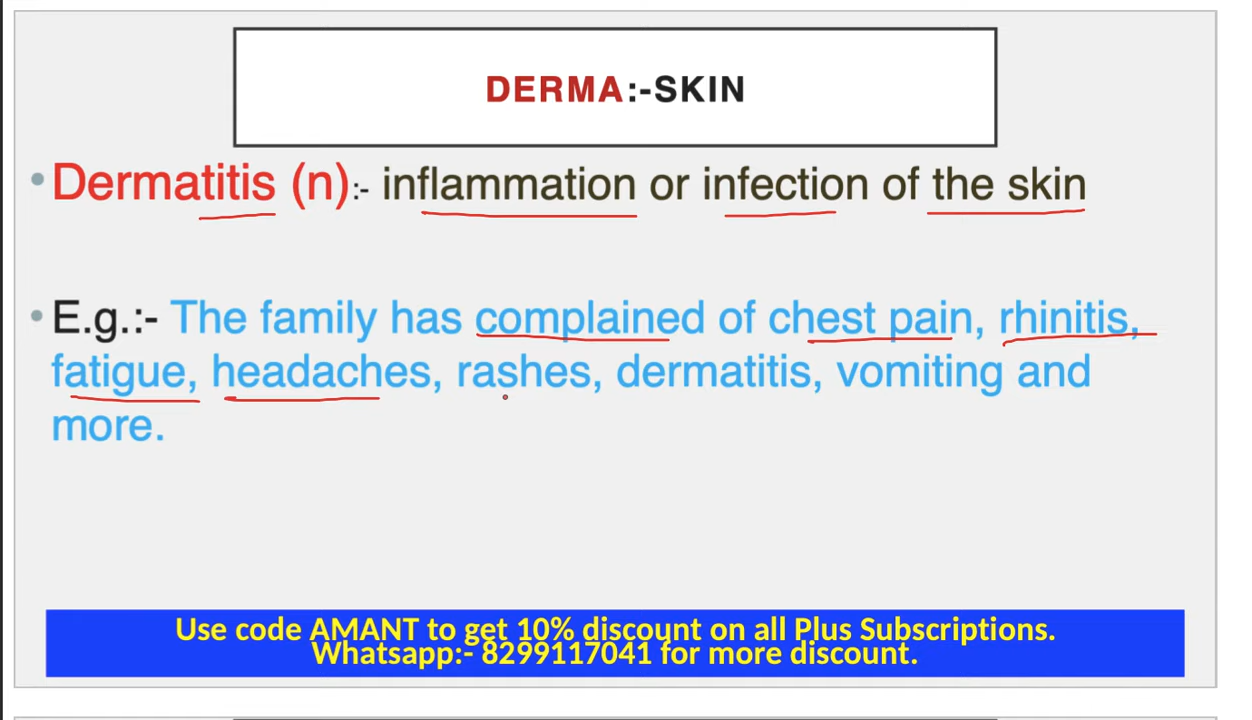 DERMA:-SKIN
•Dermatitis (n):- inflammation or infection of the skin
•E.g.:- The family has complained of chest pain, rhinitis,
fatigue, headaches, rashes, dermatitis, vomiting and
more.
Use code AMANT to get 10% discount on all Plus Subscriptions.
Whatsapp:- 8299117041 for more discount.